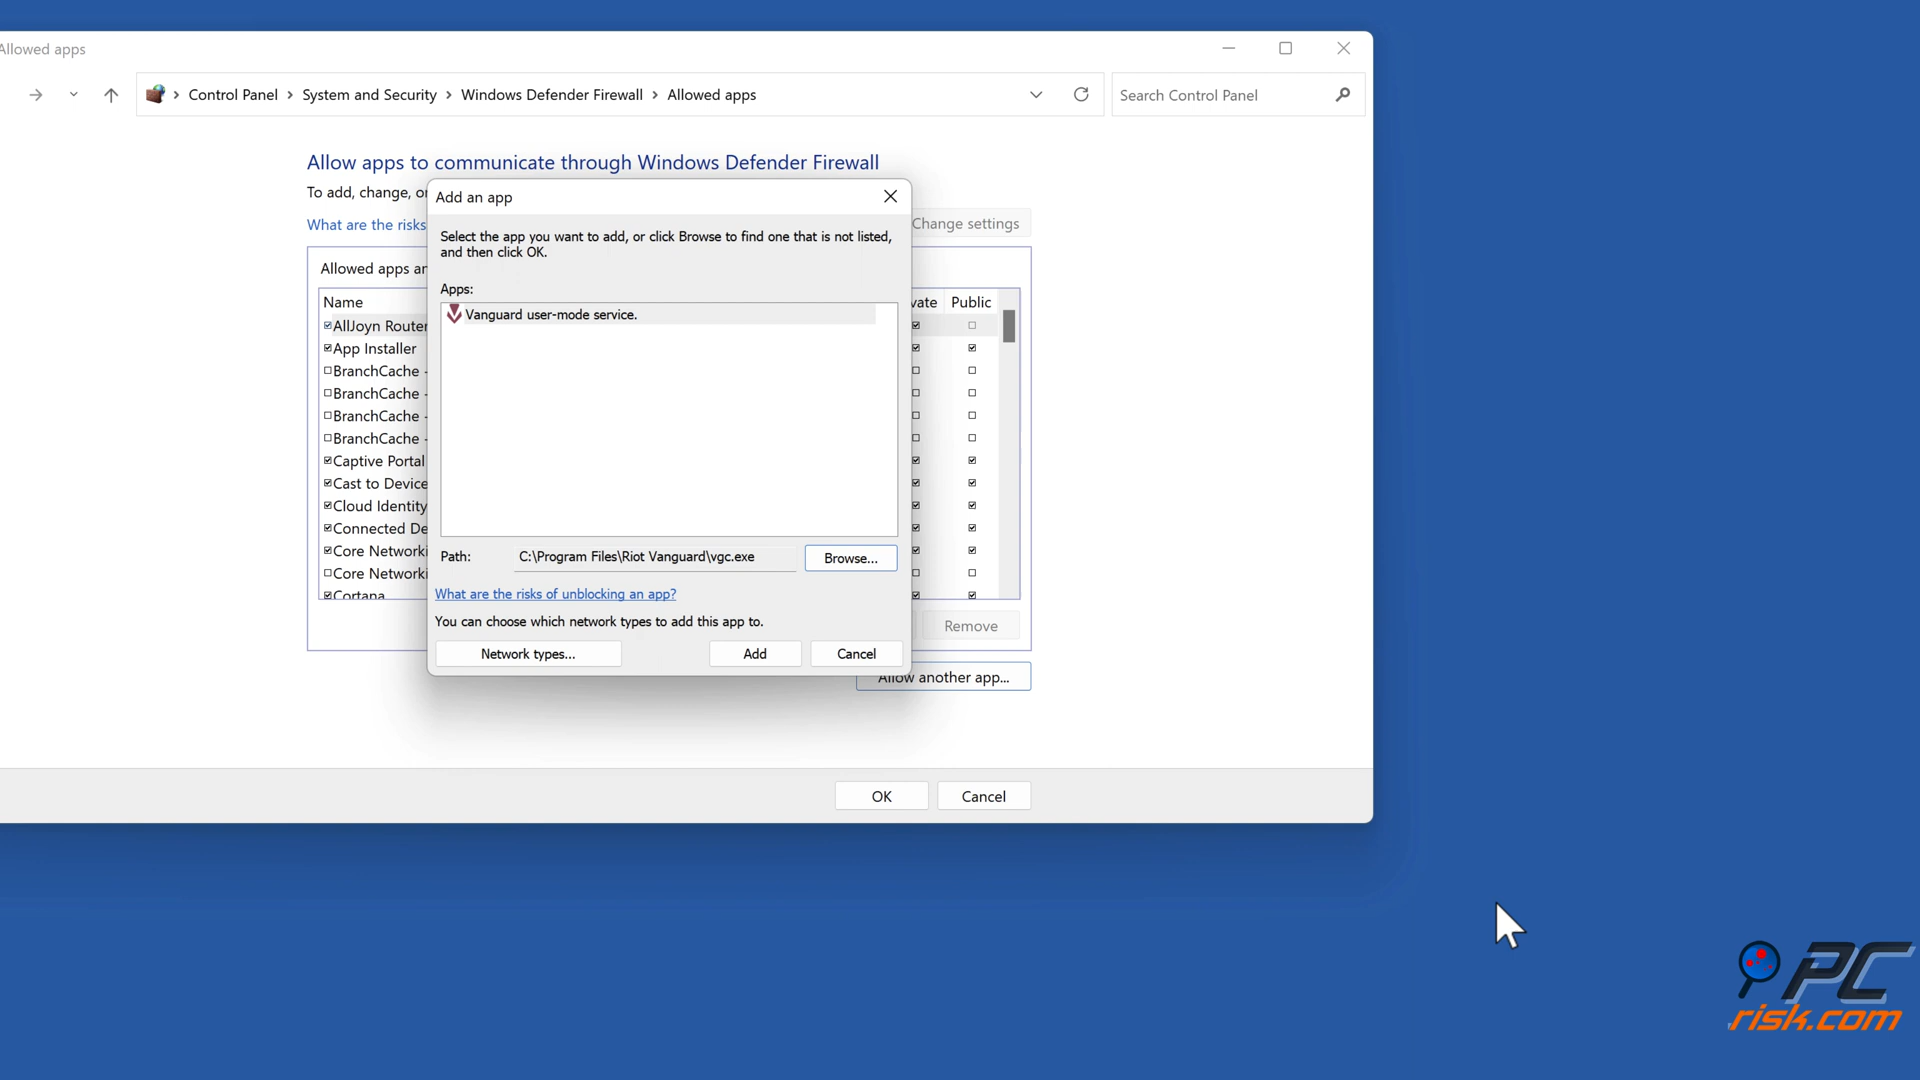 Allowed apps
Control Panel > System and Security > Windows Defender Firewall > Allowed apps
Search Control Panel
Allow apps to communicate through Windows Defender Firewall
To add, change, or
What are the risks
Change settings
Add an app
Select the app you want to add, or click Browse to find one that is not listed,
and then click OK.
Apps:
Vanguard user-mode service.
Path:
C:\Program Files\Riot Vanguard\vgc.exe
Browse...
What are the risks of unblocking an app?
You can choose which network types to add this app to.
Network types...
Add
Cancel
Allowed apps an
Name
vate
Public
AllJoyn Router
App Installer
BranchCache -
BranchCache -
BranchCache -
BranchCache -
Captive Portal
Cast to Device
Cloud Identity
Connected De
Core Networki
Core Networki
Cortana
Remove
Allow another app...
OK
Cancel
PC
risk.com